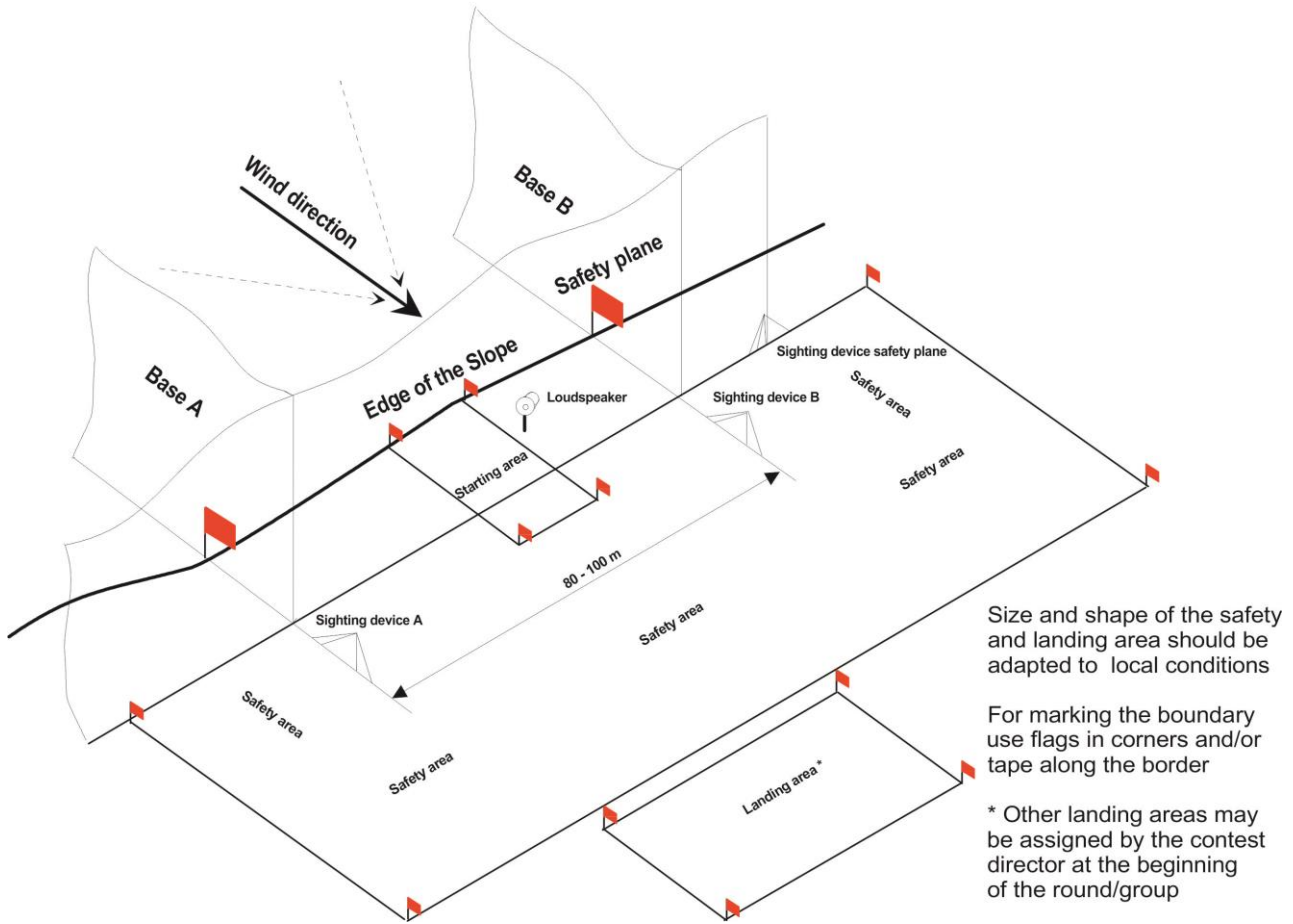 Wind direction
Base B
Safety plane
Base A
Edge of the Slope
Loudspeaker
Sighting device safety plane
Safety area
Sighting device B
Starting area
Safety area
80 - 100 m
Sighting device A
Safety area
Safety area
Safety area
Landing area *
Size and shape of the safety
and landing area should be
adapted to local conditions
For marking the boundary
use flags in corners and/or
tape along the border
* Other landing areas may
be assigned by the contest
director at the beginning
of the round/group